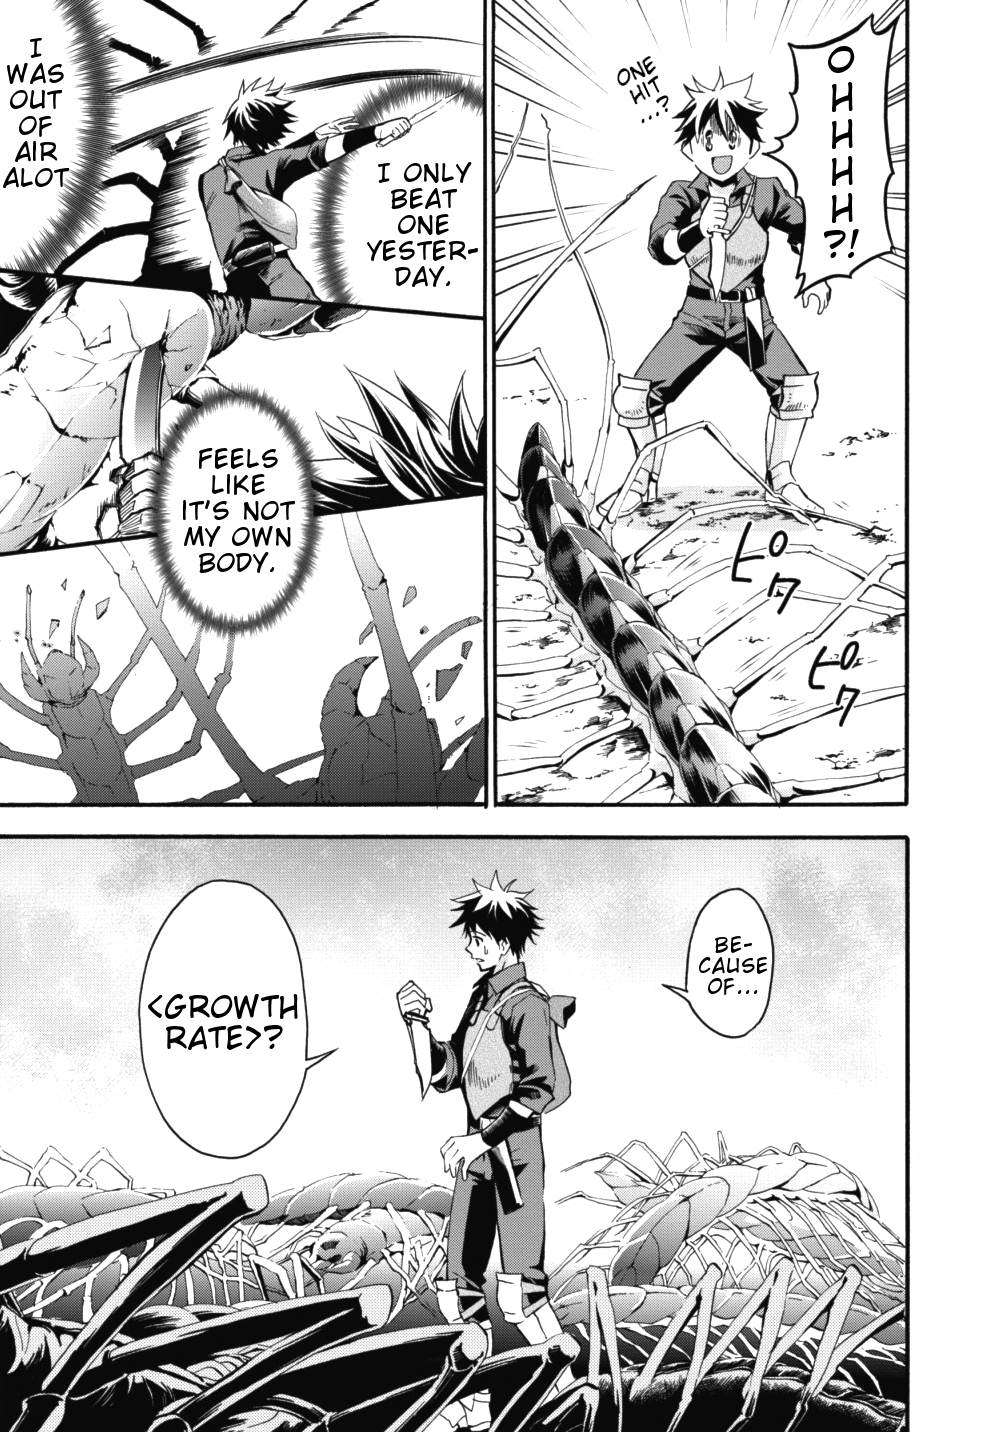 OHHHH?!
ONE
HIT
...?
ピク
ピク
I ONLY
BEAT
ONE
YESTER-
DAY.
I
WAS
OUT
OF
AIR
ALOT
FEELS
LIKE
IT'S NOT
MY OWN
BODY.
BE-
CAUSE
OF...
<GROWTH
RATE>?